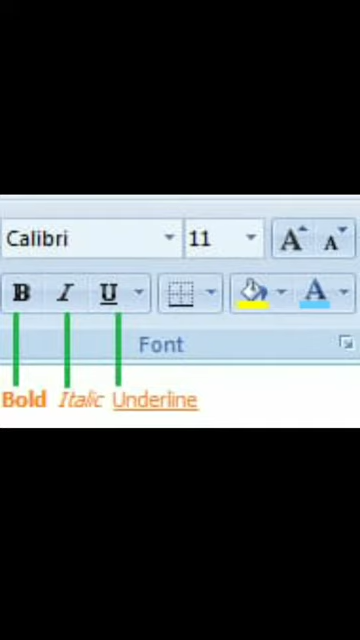 Calibri 11 A A
B I U A
Font
Bold Italic Underline